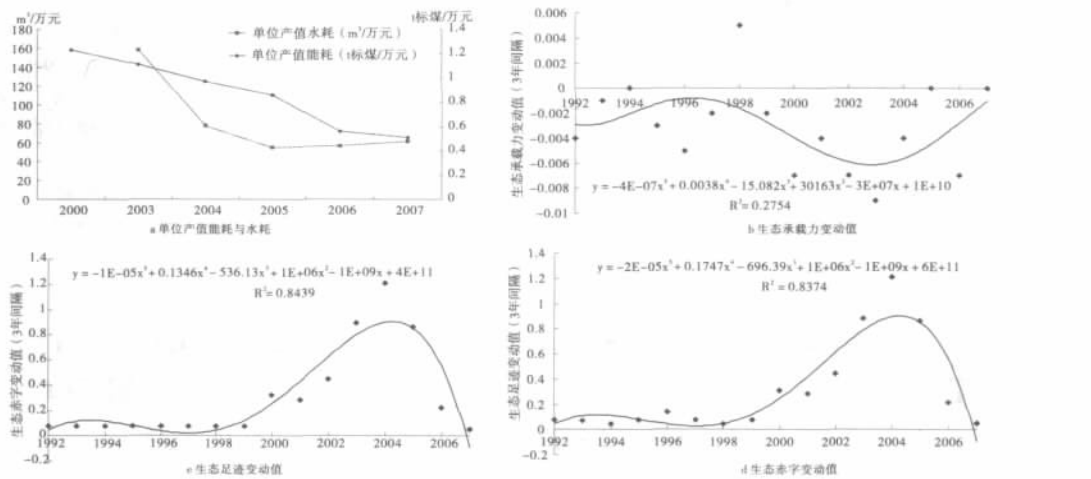 m³/万元
t标煤/万元
180
160
140
120
100
80
60
40
20
0
1.4
1.2
1
0.8
0.6
0.4
0.2
0
单位产值水耗（m³/万元）
单位产值能耗（t标煤/万元）
2000 2003 2004 2005 2006 2007
a 单位产值能耗与水耗
生态承载力变动值（3年间隔）
0.006
0.004
0.002
0
-0.002
-0.004
-0.006
-0.008
-0.01
1992 1994 1996 1998 2000 2002 2004 2006
y = -4E-07x⁵ + 0.0038x⁴ - 15.082x³ + 30163x² - 3E+07x + 1E+10
R²= 0.2754
b 生态承载力变动值
生态赤字变动值（3年间隔）
1.4
1.2
1
0.8
0.6
0.4
0.2
0
-0.2
y = -1E-05x⁵ + 0.1346x⁴ - 536.13x³ + 1E+06x² - 1E+09x + 4E+11
R²= 0.8439
1992 1994 1996 1998 2000 2002 2004 2006
c 生态足迹变动值
生态足迹变动值（3年间隔）
1.4
1.2
1
0.8
0.6
0.4
0.2
0
-0.2
y = -2E-05x⁵ + 0.1747x⁴ - 696.39x³ + 1E+06x² - 1E+09x + 6E+11
R² = 0.8374
1992 1994 1996 1998 2000 2002 2004 2006
d 生态赤字变动值